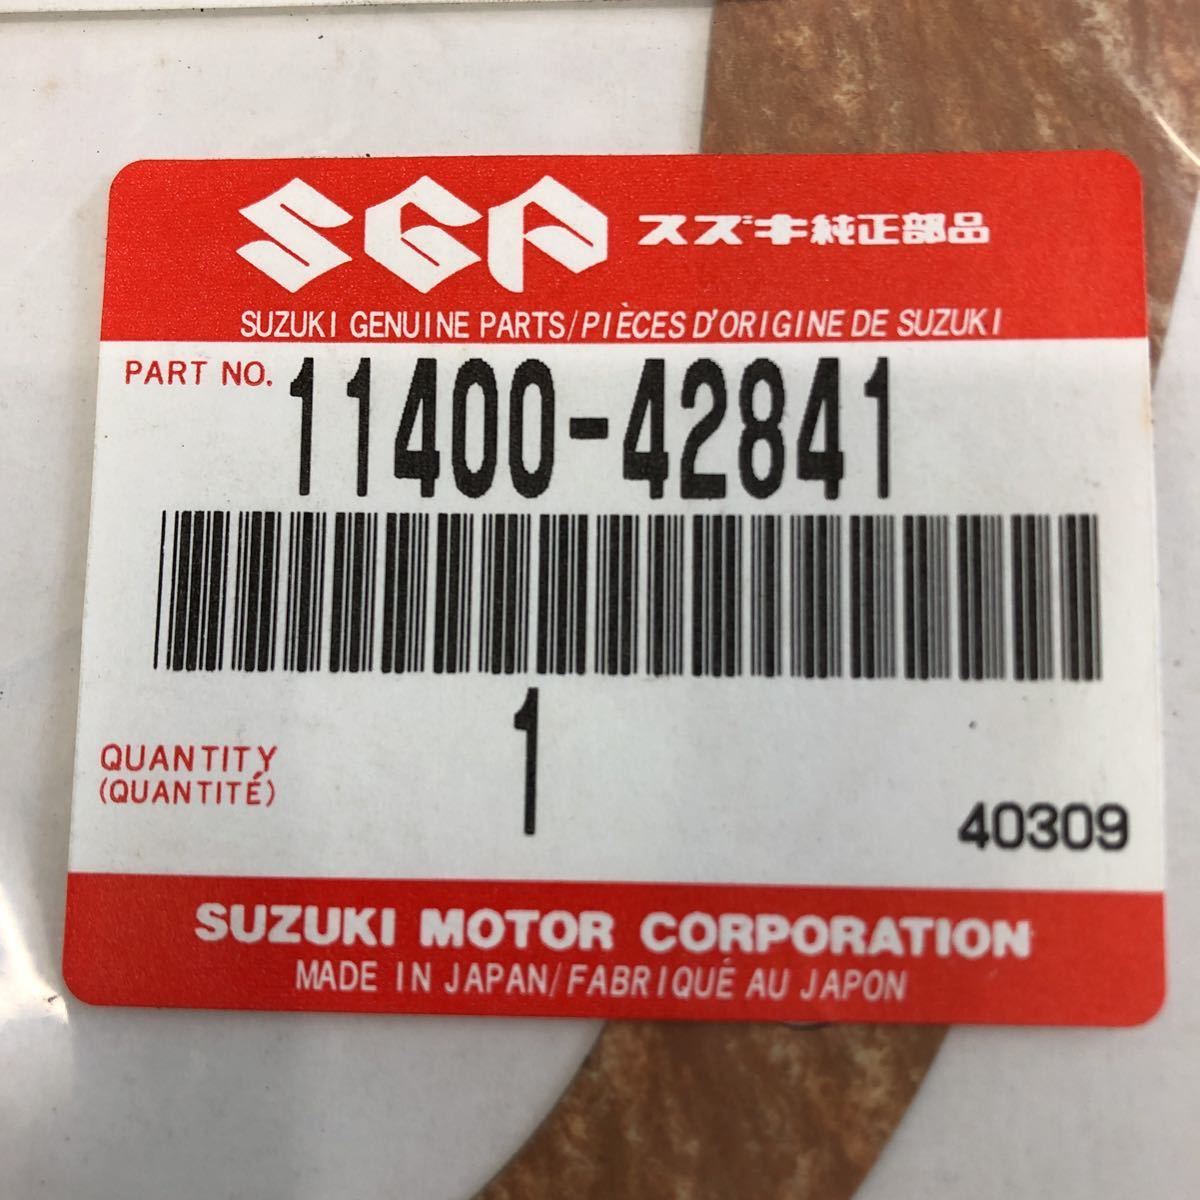 SGP スズキ純正部品
SUZUKI GENUINE PARTS/PIÈCES D'ORIGINE DE SUZUKI
PART NO. 11400-42841
QUANTITY 1
(QUANTITÉ)
40309
SUZUKI MOTOR CORPORATION
MADE IN JAPAN/FABRIQUÉ AU JAPON